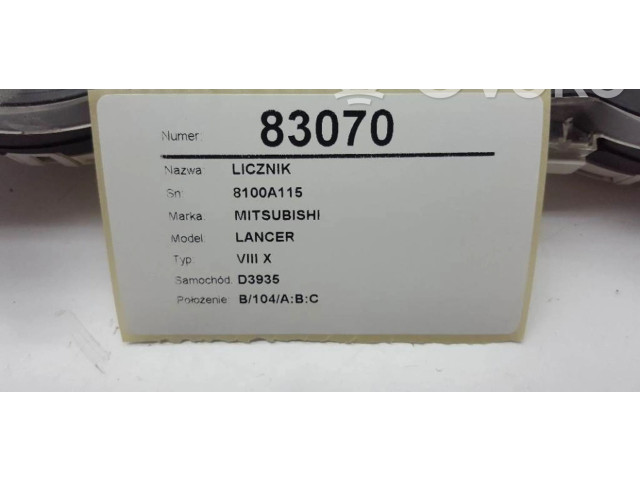 Numer: 83070
Nazwa: LICZNIK
Sn: 8100A115
Marka: MITSUBISHI
Model: LANCER
Typ: VIII X
Samochód: D3935
Położenie: B/104/A:B:C